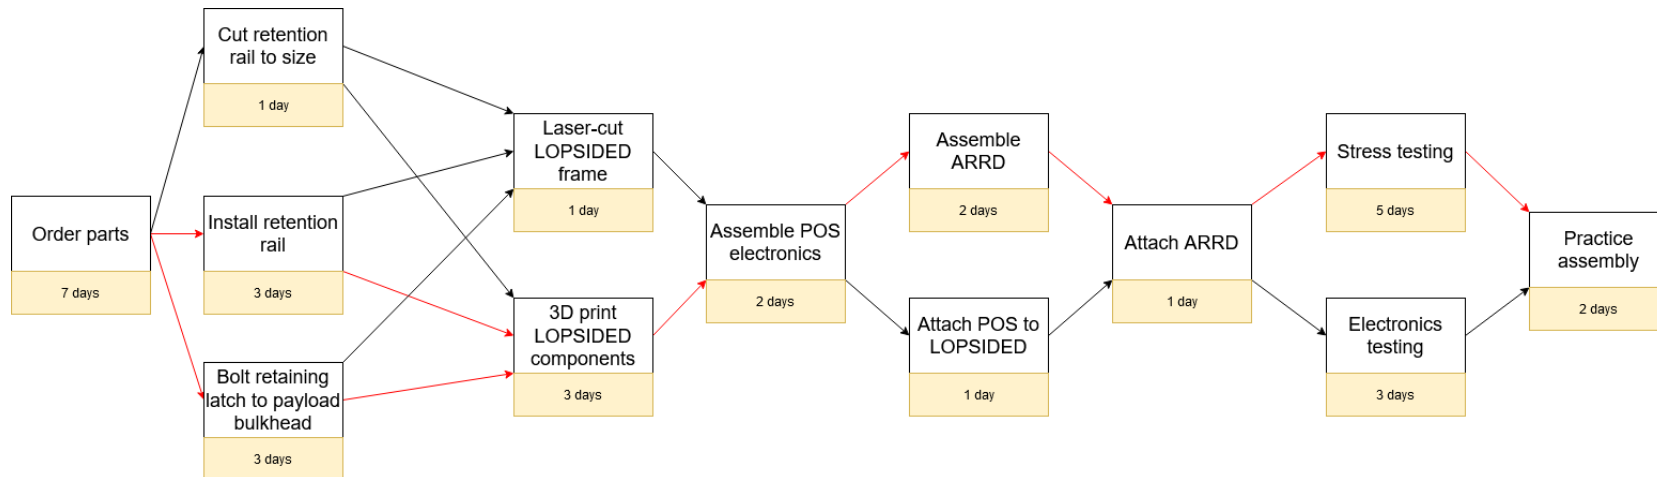 Order parts
7 days
Cut retention
rail to size
1 day
Install retention
rail
3 days
Bolt retaining
latch to payload
bulkhead
3 days
Laser-cut
LOPSIDED
frame
1 day
3D print
LOPSIDED
components
3 days
Assemble POS
electronics
2 days
Assemble
ARRD
2 days
Attach POS to
LOPSIDED
1 day
Attach ARRD
1 day
Stress testing
5 days
Electronics
testing
3 days
Practice
assembly
2 days